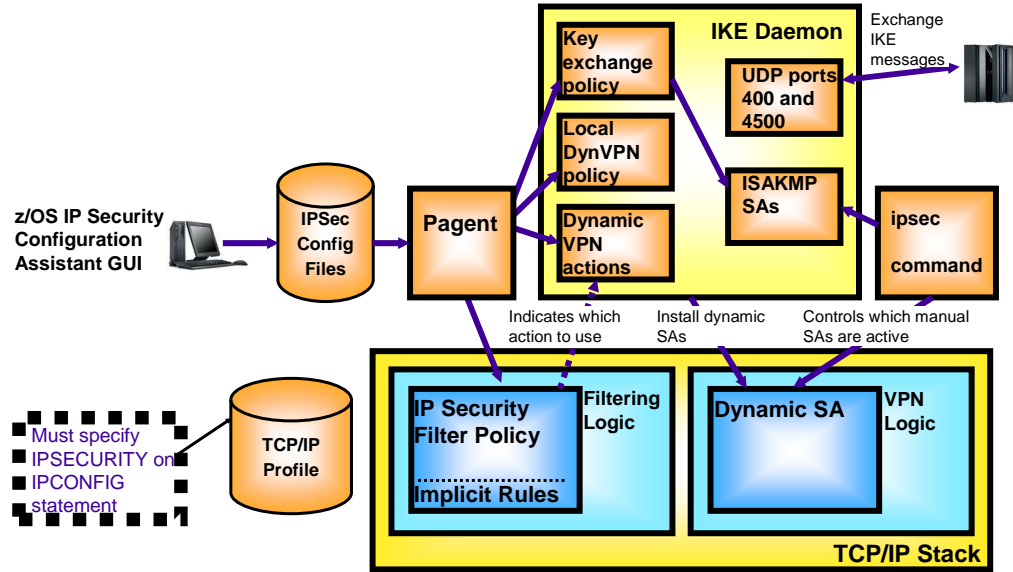 IKE Daemon
Exchange
IKE
messages
Key
exchange
policy
UDP ports
400 and
4500
Local
DynVPN
policy
ISAKMP
SAs
Dynamic
VPN
actions
z/OS IP Security
Configuration
Assistant GUI
IPSec
Config
Files
Pagent
ipsec
command
Indicates which
action to use
Install dynamic
SAs
Controls which manual
SAs are active
IP Security
Filter Policy
Implicit Rules
Filtering
Logic
Dynamic SA
VPN
Logic
TCP/IP Stack
Must specify
IPSECURITY on
IPCONFIG
statement
TCP/IP
Profile